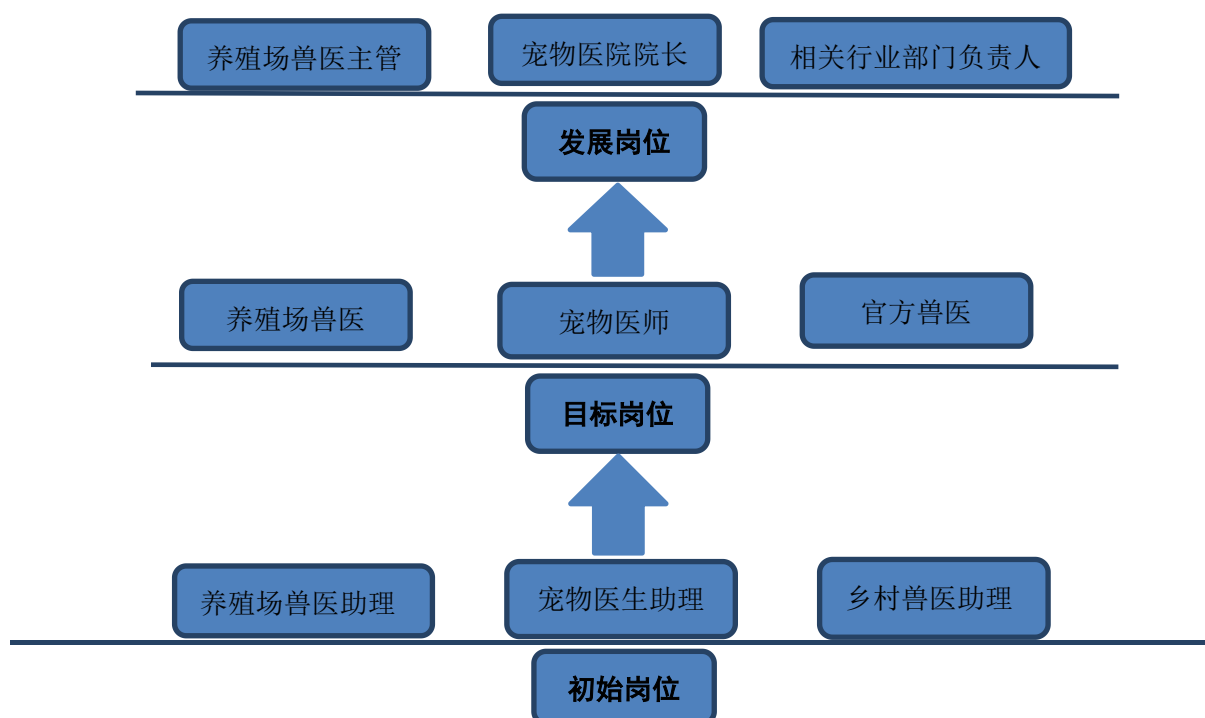 养殖场兽医主管
宠物医院院长
相关行业部门负责人
发展岗位
养殖场兽医
宠物医师
官方兽医
目标岗位
养殖场兽医助理
宠物医生助理
乡村兽医助理
初始岗位